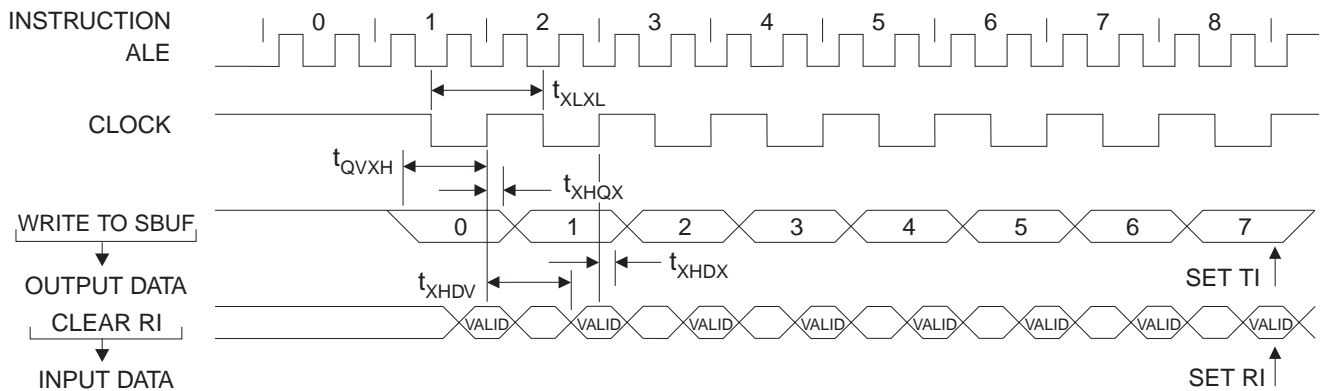 INSTRUCTION 0 1 2 3 4 5 6 7 8
ALE
tXLXL
CLOCK
tQVXH
tXHQX
WRITE TO SBUF 0 1 2 3 4 5 6 7
tXHDX
SET TI
tXHDV
OUTPUT DATA
CLEAR RI VALID VALID VALID VALID VALID VALID VALID VALID
INPUT DATA
SET RI